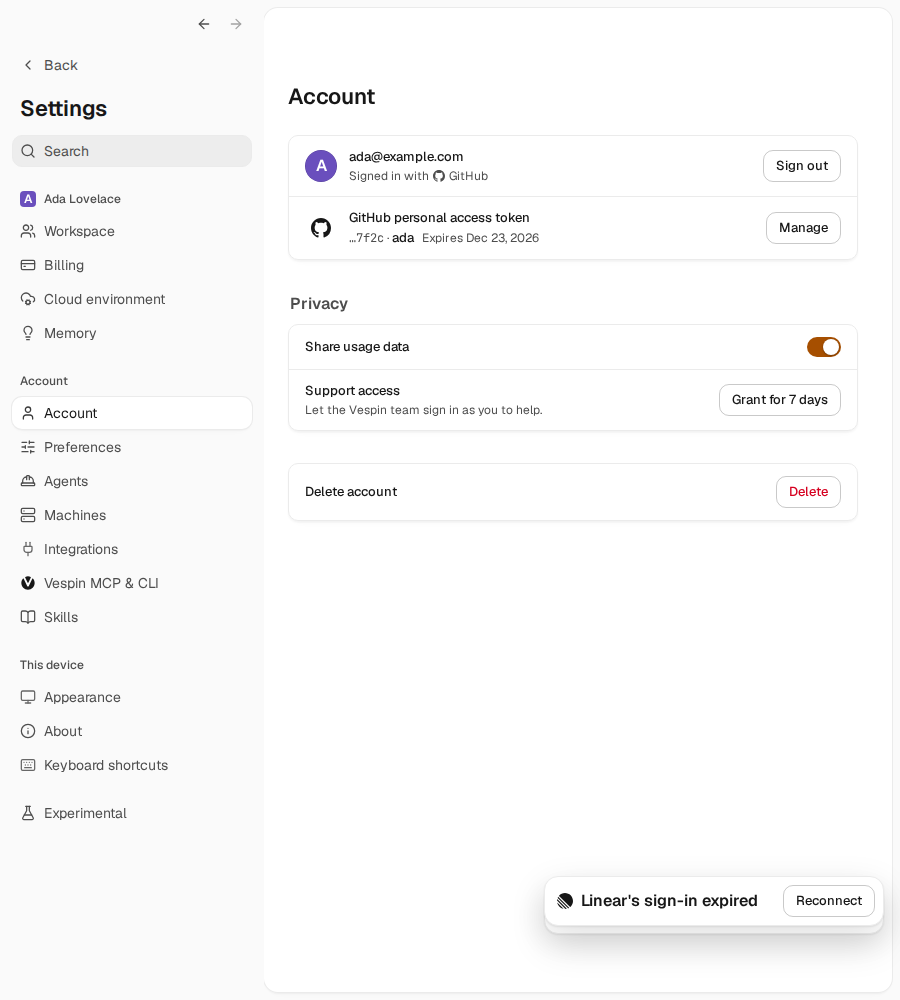 Back
Settings
Search
A Ada Lovelace
Workspace
Billing
Cloud environment
Memory
Account
Account
Preferences
Agents
Machines
Integrations
Vespin MCP & CLI
Skills
This device
Appearance
About
Keyboard shortcuts
Experimental
Account
A
ada@example.com
Signed in with GitHub
Sign out
GitHub personal access token
…7f2c · ada Expires Dec 23, 2026
Manage
Privacy
Share usage data
Support access
Let the Vespin team sign in as you to help.
Grant for 7 days
Delete account
Delete
Linear's sign-in expired
Reconnect